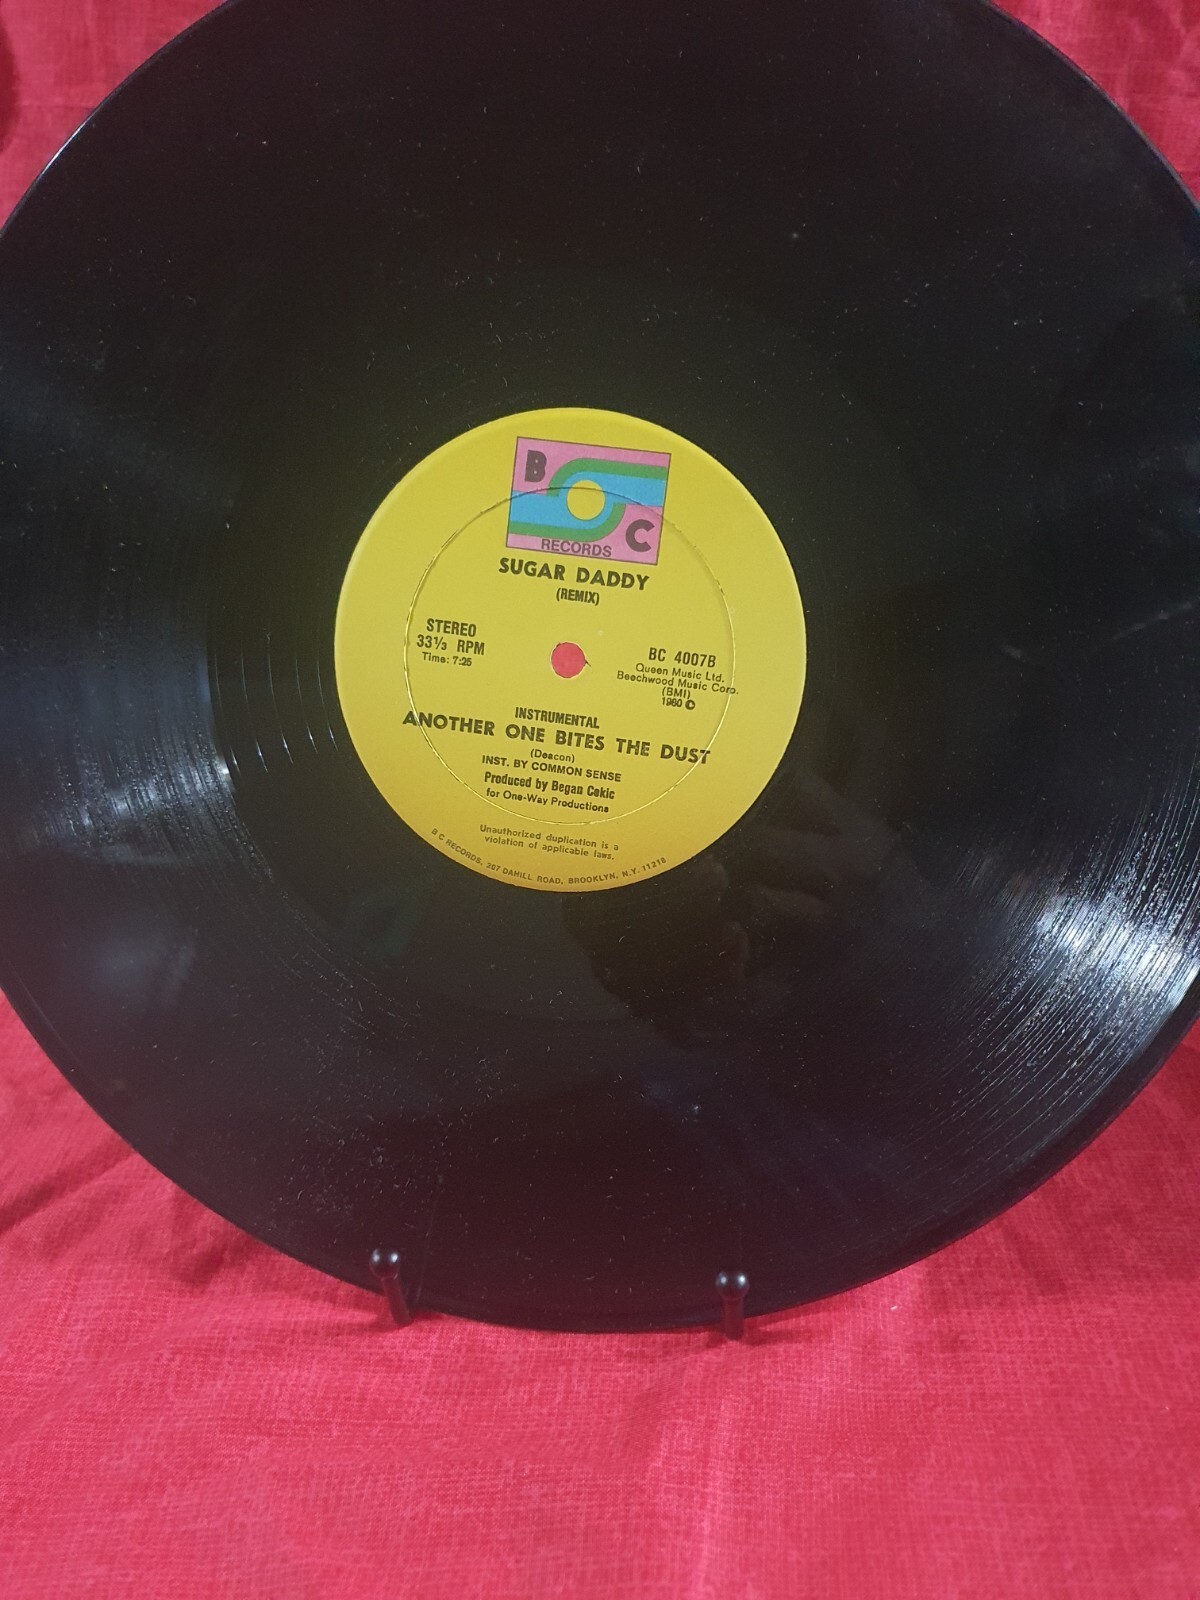 B
C
RECORDS
SUGAR DADDY
(REMIX)
STEREO
33⅓ RPM
Time: 7:25
BC 4007B
Queen Music Ltd.
Beechwood Music Corp.
(BMI)
1980 ©
INSTRUMENTAL
ANOTHER ONE BITES THE DUST
(Deacon)
INST. BY COMMON SENSE
Produced by Began Cekic
for One-Way Productions
Unauthorized duplication is a
violation of applicable laws.
B C RECORDS, 207 DAHILL ROAD, BROOKLYN, N.Y. 11218